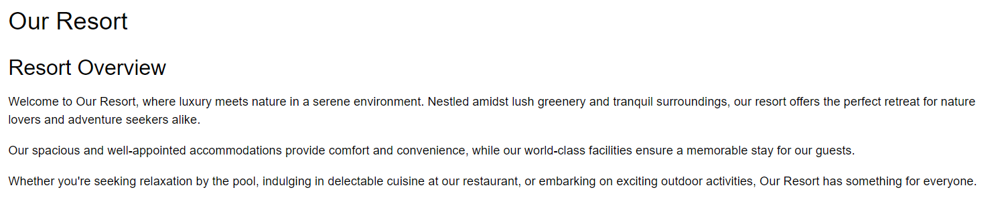 Our Resort
Resort Overview
Welcome to Our Resort, where luxury meets nature in a serene environment. Nestled amidst lush greenery and tranquil surroundings, our resort offers the perfect retreat for nature
lovers and adventure seekers alike.
Our spacious and well-appointed accommodations provide comfort and convenience, while our world-class facilities ensure a memorable stay for our guests.
Whether you're seeking relaxation by the pool, indulging in delectable cuisine at our restaurant, or embarking on exciting outdoor activities, Our Resort has something for everyone.